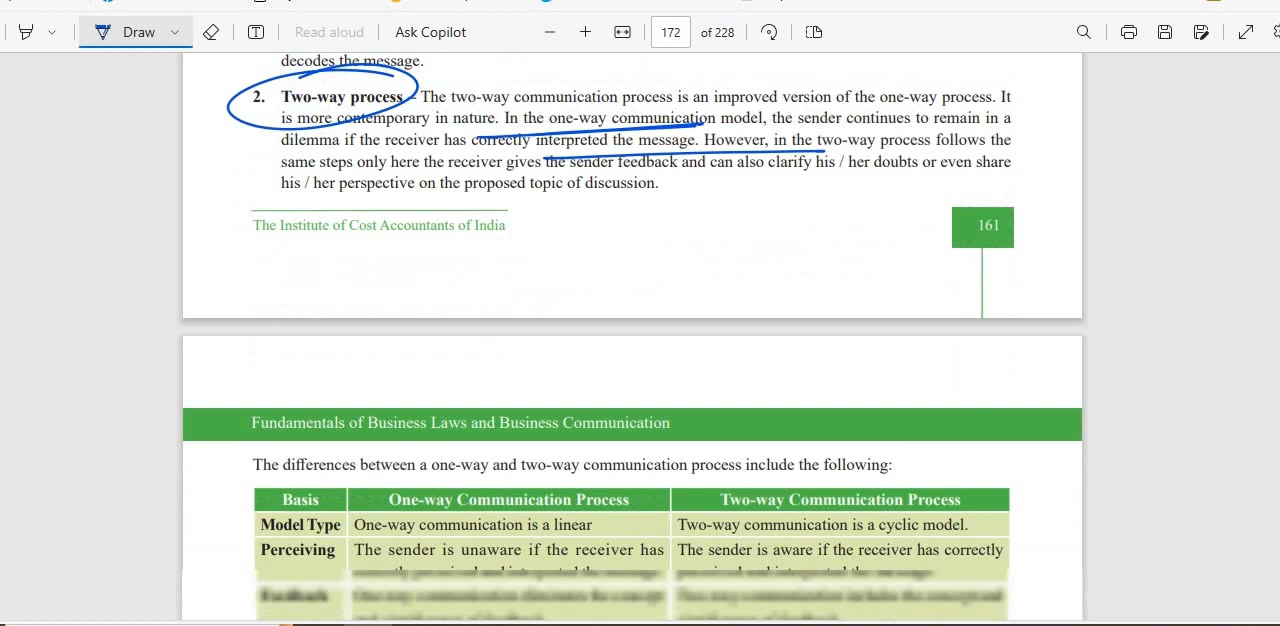 Draw
Read aloud
Ask Copilot
172 of 228
decodes the message.
2. Two-way process – The two-way communication process is an improved version of the one-way process. It
is more contemporary in nature. In the one-way communication model, the sender continues to remain in a
dilemma if the receiver has correctly interpreted the message. However, in the two-way process follows the
same steps only here the receiver gives the sender feedback and can also clarify his / her doubts or even share
his / her perspective on the proposed topic of discussion.
The Institute of Cost Accountants of India
161
Fundamentals of Business Laws and Business Communication
The differences between a one-way and two-way communication process include the following:
Basis One-way Communication Process Two-way Communication Process
Model Type One-way communication is a linear Two-way communication is a cyclic model.
Perceiving The sender is unaware if the receiver has The sender is aware if the receiver has correctly